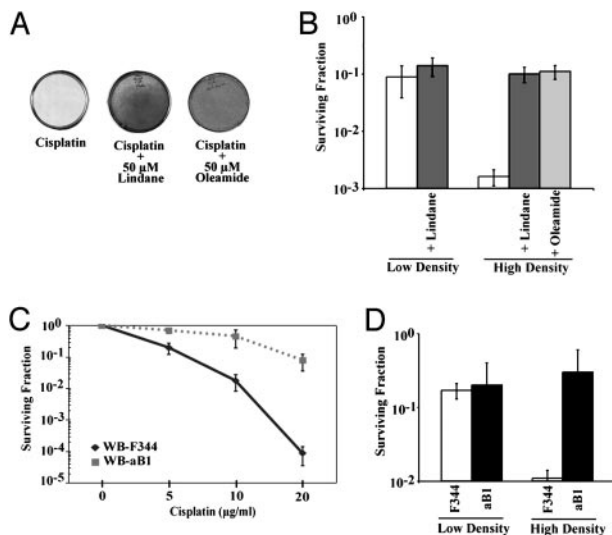 A
Cisplatin
Cisplatin
+
50 µM
Lindane
Cisplatin
+
50 µM
Oleamide
B
Surviving Fraction
10⁰
10⁻¹
10⁻¹
10⁻³
+ Lindane
+ Lindane
+ Oleamide
Low Density
High Density
C
Surviving Fraction
10⁰
10⁻¹
10⁻²
10⁻³
10⁻⁴
10⁻⁵
WB-F344
WB-aB1
0
5
10
20
Cisplatin (µg/ml)
D
Surviving Fraction
10⁰
10⁻¹
10⁻²
F344
aB1
F344
aB1
Low Density
High Density